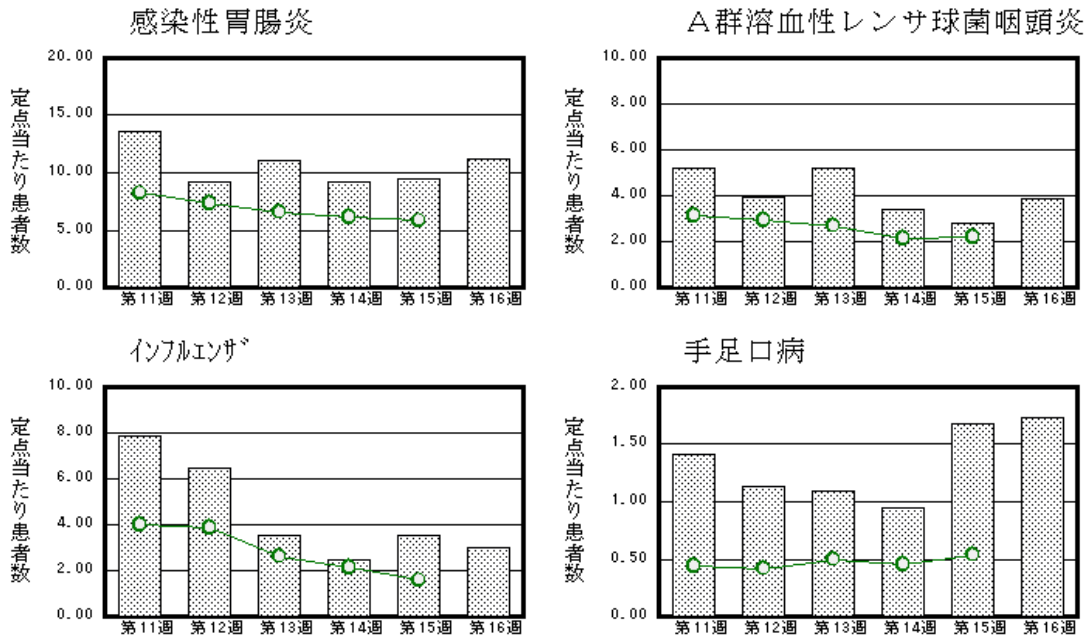 感染性胃腸炎
定点当たり患者数
20.00
15.00
10.00
5.00
0.00
第11週 第12週 第13週 第14週 第15週 第16週
A群溶血性レンサ球菌咽頭炎
定点当たり患者数
10.00
8.00
6.00
4.00
2.00
0.00
第11週 第12週 第13週 第14週 第15週 第16週
インフルエンザ
定点当たり患者数
10.00
8.00
6.00
4.00
2.00
0.00
第11週 第12週 第13週 第14週 第15週 第16週
手足口病
定点当たり患者数
2.00
1.50
1.00
0.50
0.00
第11週 第12週 第13週 第14週 第15週 第16週